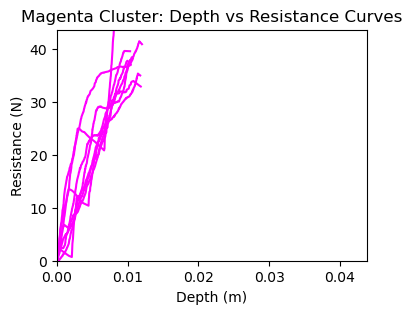 Magenta Cluster: Depth vs Resistance Curves
40
30
20
10
0
Resistance (N)
0.00 0.01 0.02 0.03 0.04
Depth (m)